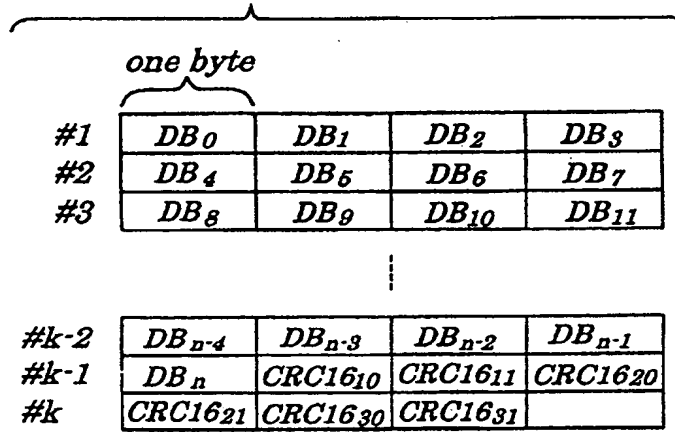 one byte
#1 DB0 DB1 DB2 DB3
#2 DB4 DB5 DB6 DB7
#3 DB8 DB9 DB10 DB11
#k-2 DBn-4 DBn-3 DBn-2 DBn-1
#k-1 DBn CRC1610 CRC1611 CRC1620
#k CRC1621 CRC1630 CRC1631